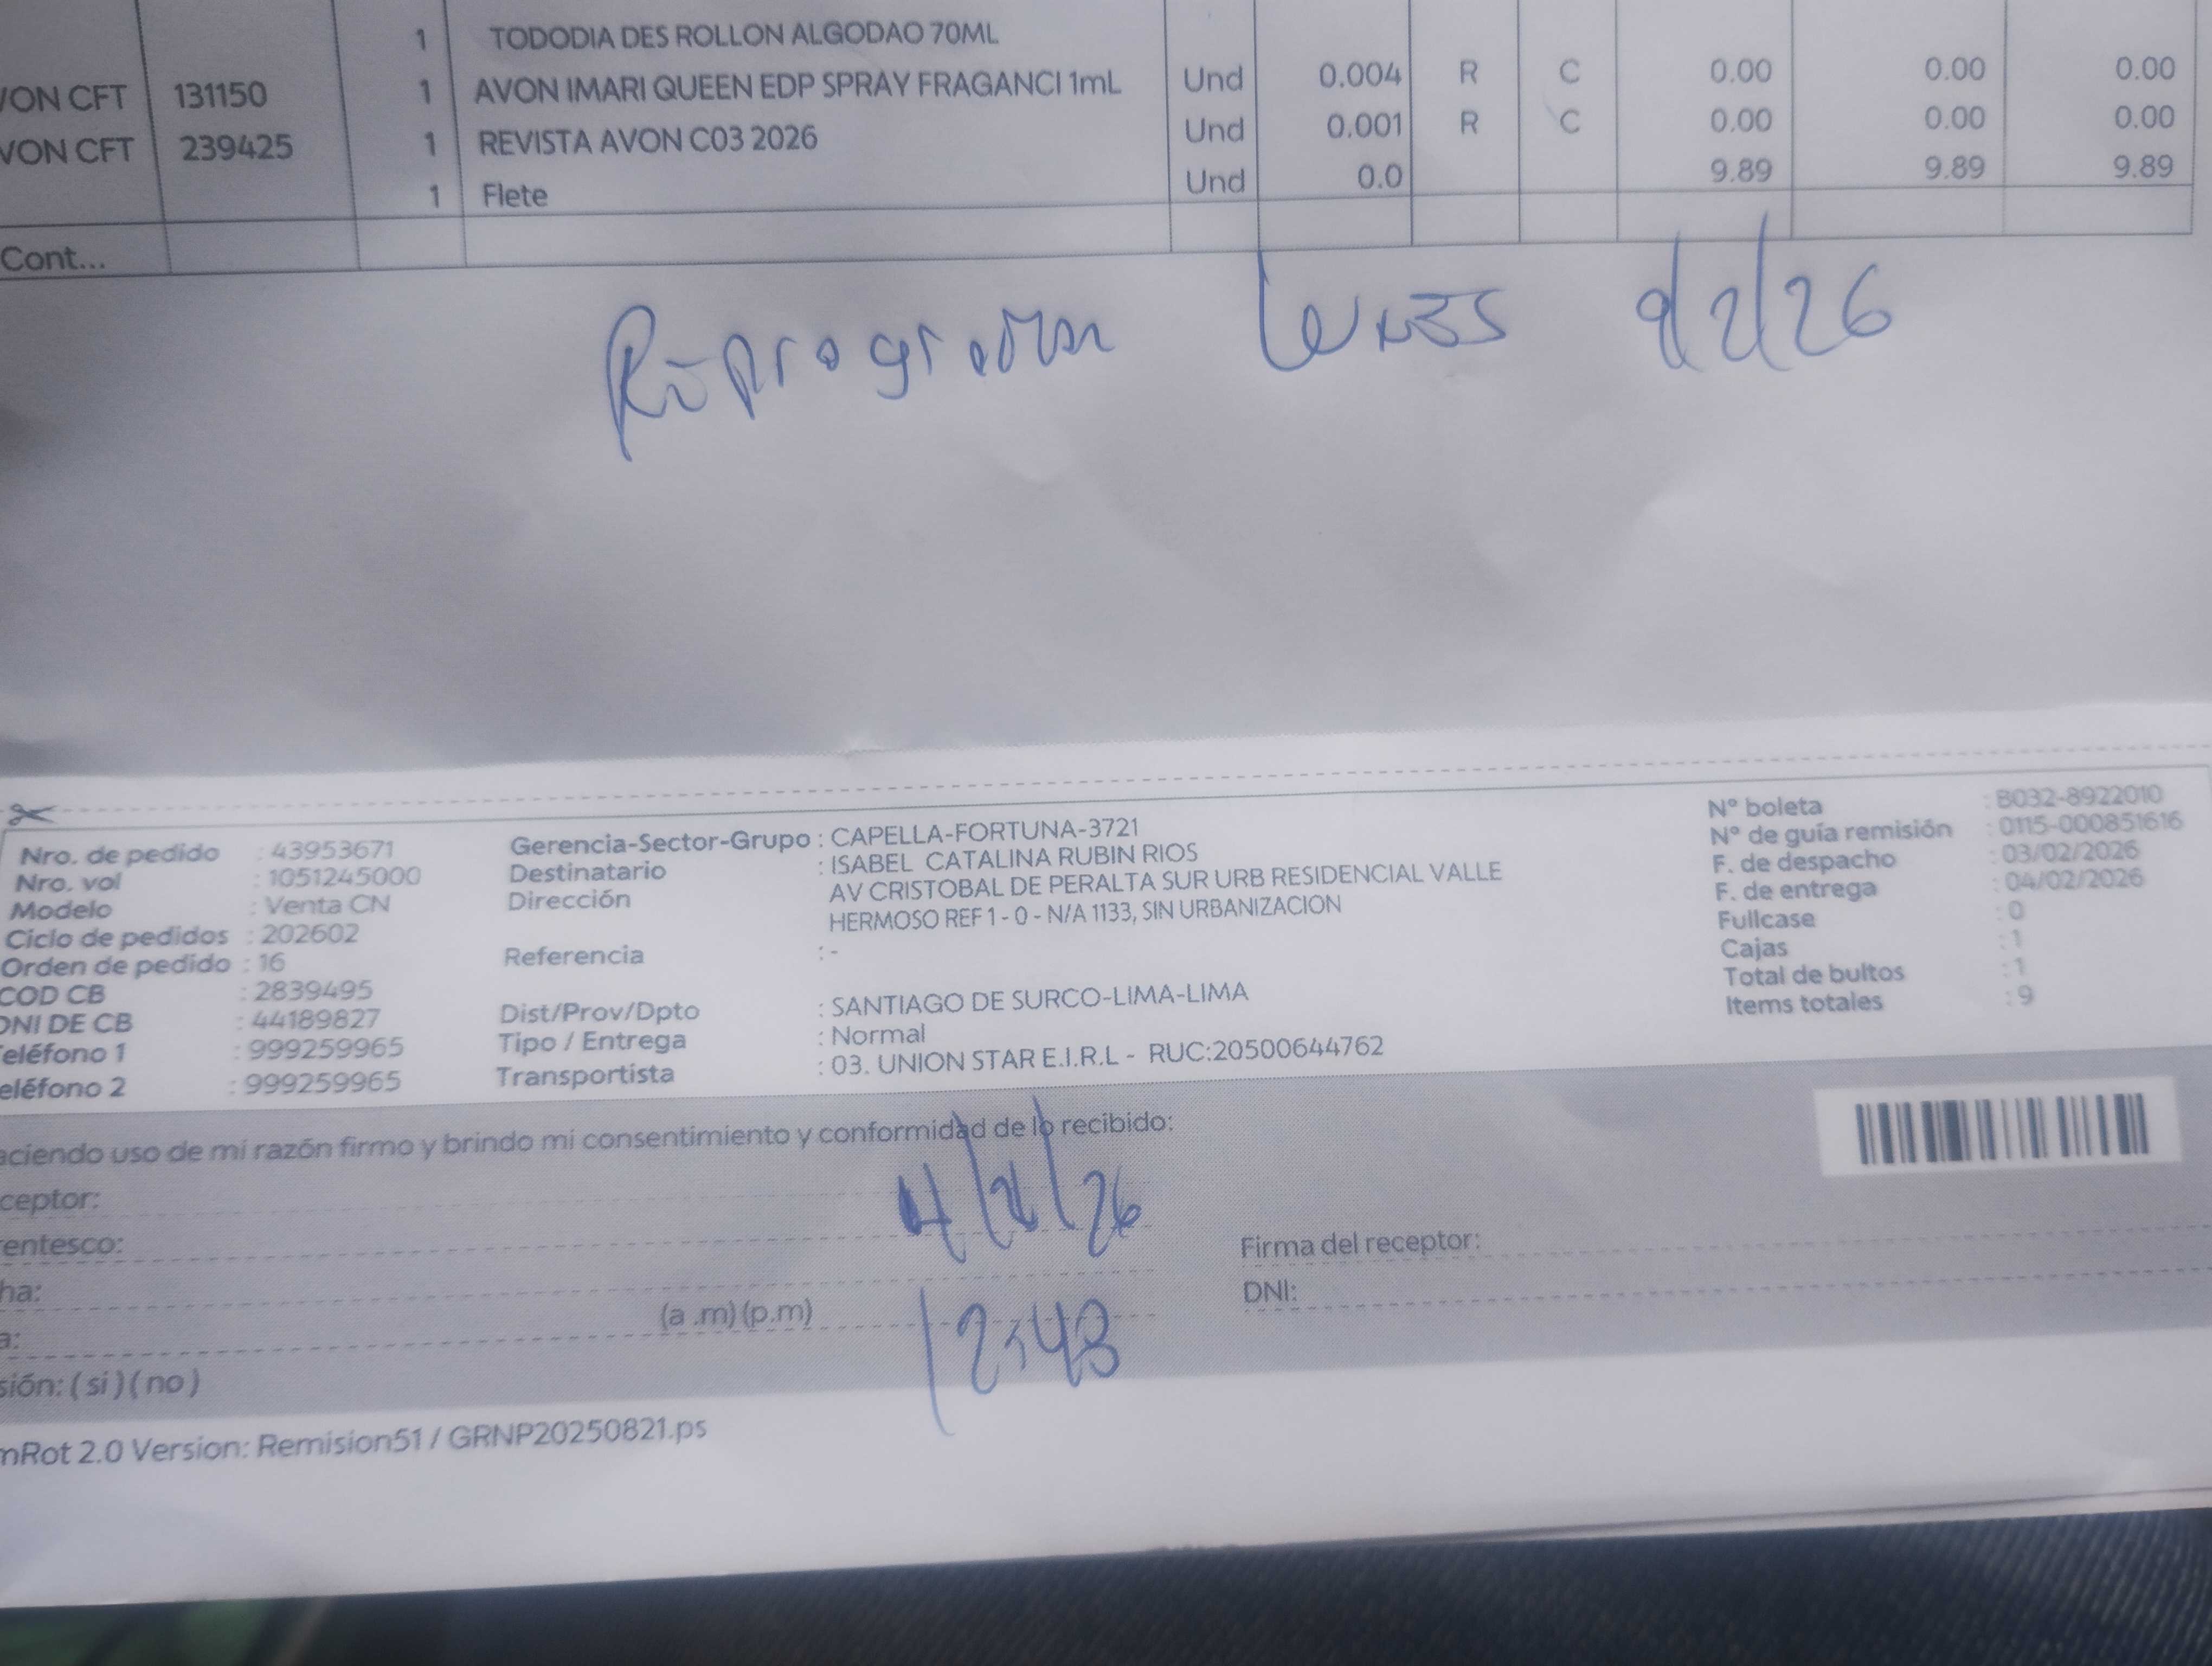 1 TODODIA DES ROLLON ALGODAO 70ML
VON CFT 131150 1 AVON IMARI QUEEN EDP SPRAY FRAGANCI 1mL Und 0.004 R C 0.00 0.00 0.00
VON CFT 239425 1 REVISTA AVON C03 2026 Und 0.001 R C 0.00 0.00 0.00
1 Flete Und 0.0 9.89 9.89 9.89
Cont...
Reprograman lunes 9/2/26
Nro. de pedido : 43953671
Nro. vol : 1051245000
Modelo : Venta CN
Ciclo de pedidos : 202602
Orden de pedido : 16
COD CB : 2839495
DNI DE CB : 44189827
eléfono 1 : 999259965
eléfono 2 : 999259965
Gerencia-Sector-Grupo : CAPELLA-FORTUNA-3721
Destinatario : ISABEL CATALINA RUBIN RIOS
Dirección AV CRISTOBAL DE PERALTA SUR URB RESIDENCIAL VALLE
HERMOSO REF 1 - 0 - N/A 1133, SIN URBANIZACION
Referencia : -
Dist/Prov/Dpto : SANTIAGO DE SURCO-LIMA-LIMA
Tipo / Entrega : Normal
Transportista : 03. UNION STAR E.I.R.L - RUC:20500644762
Nº boleta : B032-8922010
Nº de guía remisión : 0115-000851616
F. de despacho : 03/02/2026
F. de entrega : 04/02/2026
Fullcase : 0
Cajas : 1
Total de bultos : 1
Items totales : 9
aciendo uso de mi razón firmo y brindo mi consentimiento y conformidad de lo recibido:
ceptor:
4/2/26
entesco:
Firma del receptor:
ha:
DNI:
a: (a .m) (p.m)
12:43
sión: ( si ) ( no )
mRot 2.0 Version: Remision51 / GRNP20250821.ps